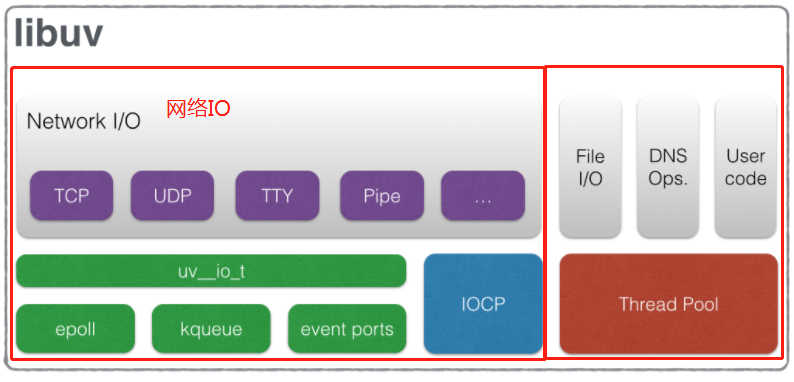 libuv
Network I/O
网络IO
TCP
UDP
TTY
Pipe
...
File
I/O
DNS
Ops.
User
code
uv__io_t
IOCP
epoll
kqueue
event ports
Thread Pool